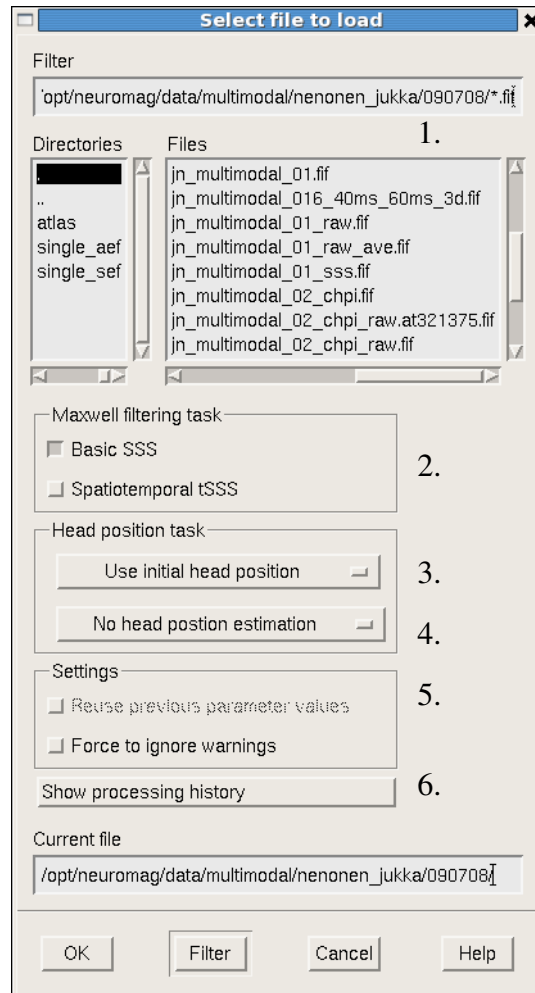 Select file to load
Filter
/opt/neuromag/data/multimodal/nenonen_jukka/090708/*.fif
1.
Directories Files
.
..
atlas
single_aef
single_sef
jn_multimodal_01.fif
jn_multimodal_016_40ms_60ms_3d.fif
jn_multimodal_01_raw.fif
jn_multimodal_01_raw_ave.fif
jn_multimodal_01_sss.fif
jn_multimodal_02_chpi.fif
jn_multimodal_02_chpi_raw.at321375.fif
jn_multimodal_02_chpi_raw.fif
Maxwell filtering task
Basic SSS
2.
Spatiotemporal tSSS
Head position task
Use initial head position
3.
No head postion estimation
4.
Settings
5.
Reuse previous parameter values
Force to ignore warnings
Show processing history
6.
Current file
/opt/neuromag/data/multimodal/nenonen_jukka/090708/
OK Filter Cancel Help